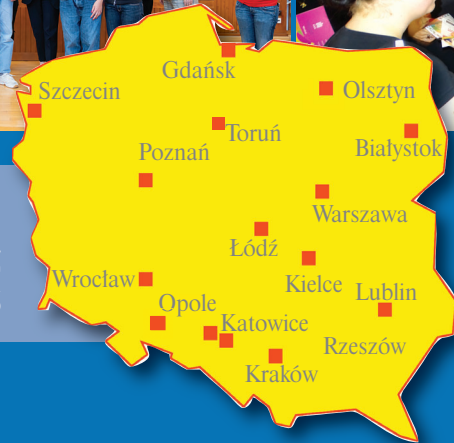 Gdańsk
Szczecin
Olsztyn
Toruń
Poznań
Białystok
Warszawa
Łódź
Wrocław
Kielce
Lublin
Opole
Katowice
Rzeszów
Kraków